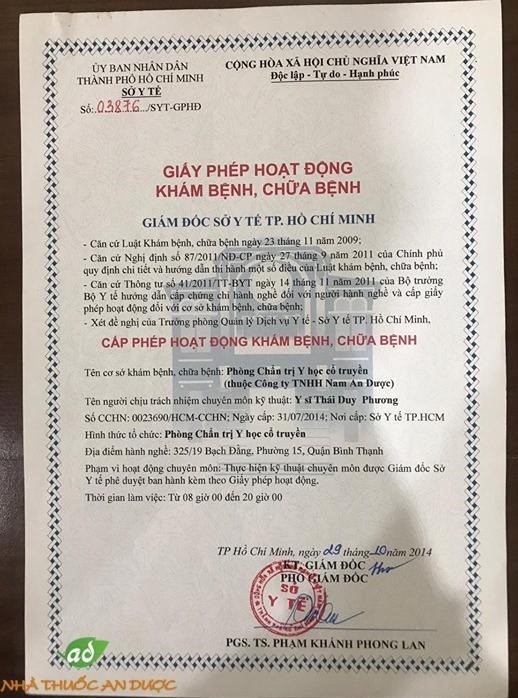 ỦY BAN NHÂN DÂN
THÀNH PHỐ HỒ CHÍ MINH
SỞ Y TẾ
Số: 03876 /SYT-GPHĐ
CỘNG HÒA XÃ HỘI CHỦ NGHĨA VIỆT NAM
Độc lập - Tự do - Hạnh phúc
GIẤY PHÉP HOẠT ĐỘNG
KHÁM BỆNH, CHỮA BỆNH
GIÁM ĐỐC SỞ Y TẾ TP. HỒ CHÍ MINH
- Căn cứ Luật Khám bệnh, chữa bệnh ngày 23 tháng 11 năm 2009;
- Căn cứ Nghị định số 87/2011/NĐ-CP ngày 27 tháng 9 năm 2011 của Chính phủ
quy định chi tiết và hướng dẫn thi hành một số điều của Luật khám bệnh, chữa bệnh;
- Căn cứ Thông tư số 41/2011/TT-BYT ngày 14 tháng 11 năm 2011 của Bộ trưởng
Bộ Y tế hướng dẫn cấp chứng chỉ hành nghề đối với người hành nghề và cấp giấy
phép hoạt động đối với cơ sở khám bệnh, chữa bệnh;
- Xét đề nghị của Trưởng phòng Quản lý Dịch vụ Y tế - Sở Y tế TP. Hồ Chí Minh,
CẤP PHÉP HOẠT ĐỘNG KHÁM BỆNH, CHỮA BỆNH
Tên cơ sở khám bệnh, chữa bệnh: Phòng Chẩn trị Y học cổ truyền
(thuộc Công ty TNHH Nam An Dược)
Tên người chịu trách nhiệm chuyên môn kỹ thuật: Y sĩ Thái Duy Phương
Số CCHN: 0023690/HCM-CCHN; Ngày cấp: 31/07/2014; Nơi cấp: Sở Y tế TP.HCM
Hình thức tổ chức: Phòng Chẩn trị Y học cổ truyền
Địa điểm hành nghề: 325/19 Bạch Đằng, Phường 15, Quận Bình Thạnh
Phạm vi hoạt động chuyên môn: Thực hiện kỹ thuật chuyên môn được Giám đốc Sở
Y tế phê duyệt ban hành kèm theo Giấy phép hoạt động.
Thời gian làm việc: Từ 08 giờ 00 đến 20 giờ 00
TP Hồ Chí Minh, ngày 29 tháng 10 năm 2014
KT. GIÁM ĐỐC
PHÓ GIÁM ĐỐC
SỞ
Y TẾ
PGS. TS. PHẠM KHÁNH PHONG LAN
ad
NHÀ THUỐC AN DƯỢC